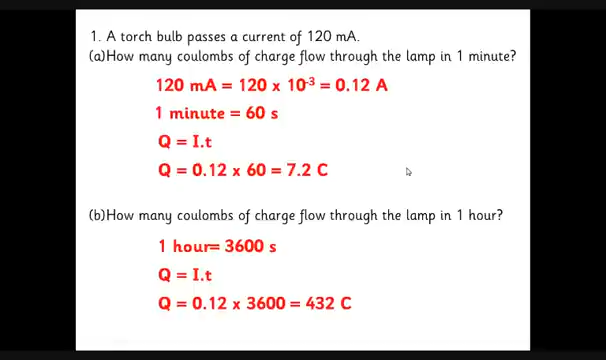 1. A torch bulb passes a current of 120 mA.
(a)How many coulombs of charge flow through the lamp in 1 minute?
120 mA = 120 x 10⁻³ = 0.12 A
1 minute = 60 s
Q = I.t
Q = 0.12 x 60 = 7.2 C
(b)How many coulombs of charge flow through the lamp in 1 hour?
1 hour= 3600 s
Q = I.t
Q = 0.12 x 3600 = 432 C